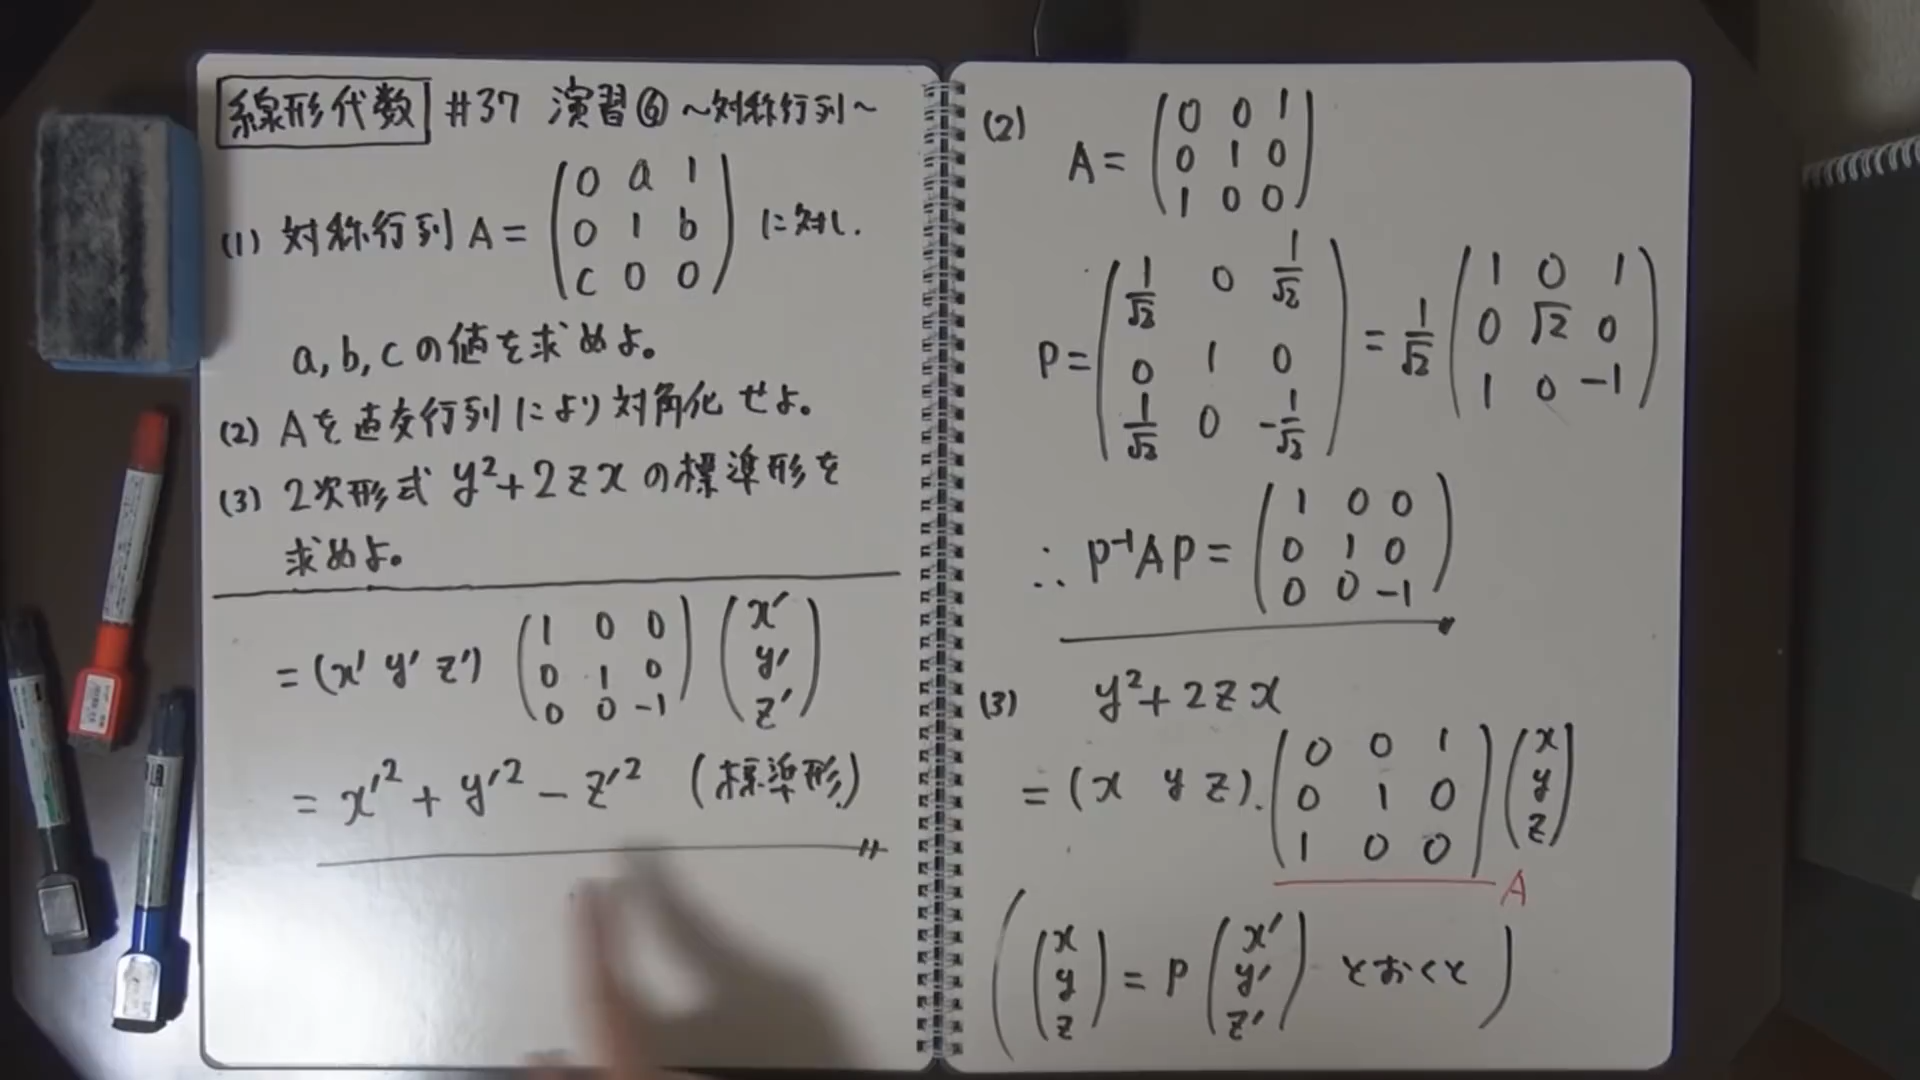 線形代数 #37 演習⑥ ~対称行列~
(1) 対称行列 A = (0 a 1
0 1 b
c 0 0) に対し.
a, b, c の値を求めよ。
(2) Aを直交行列により対角化せよ。
(3) 2次形式 y²+2zx の標準形を
求めよ。
= (x' y' z') (1 0 0
0 1 0
0 0 -1) (x'
y'
z')
= x'² + y'² - z'² (標準形)
(2)
A = (0 0 1
0 1 0
1 0 0)
P = (1/√2 0 1/√2
0 1 0
1/√2 0 -1/√2) = 1/√2 (1 0 1
0 √2 0
1 0 -1)
∴ P⁻¹AP = (1 0 0
0 1 0
0 0 -1)
(3) y²+2zx
= (x y z). (0 0 1
0 1 0
1 0 0) (x
y
z)
A
((x
y
z) = P (x'
y'
z') とおくと)